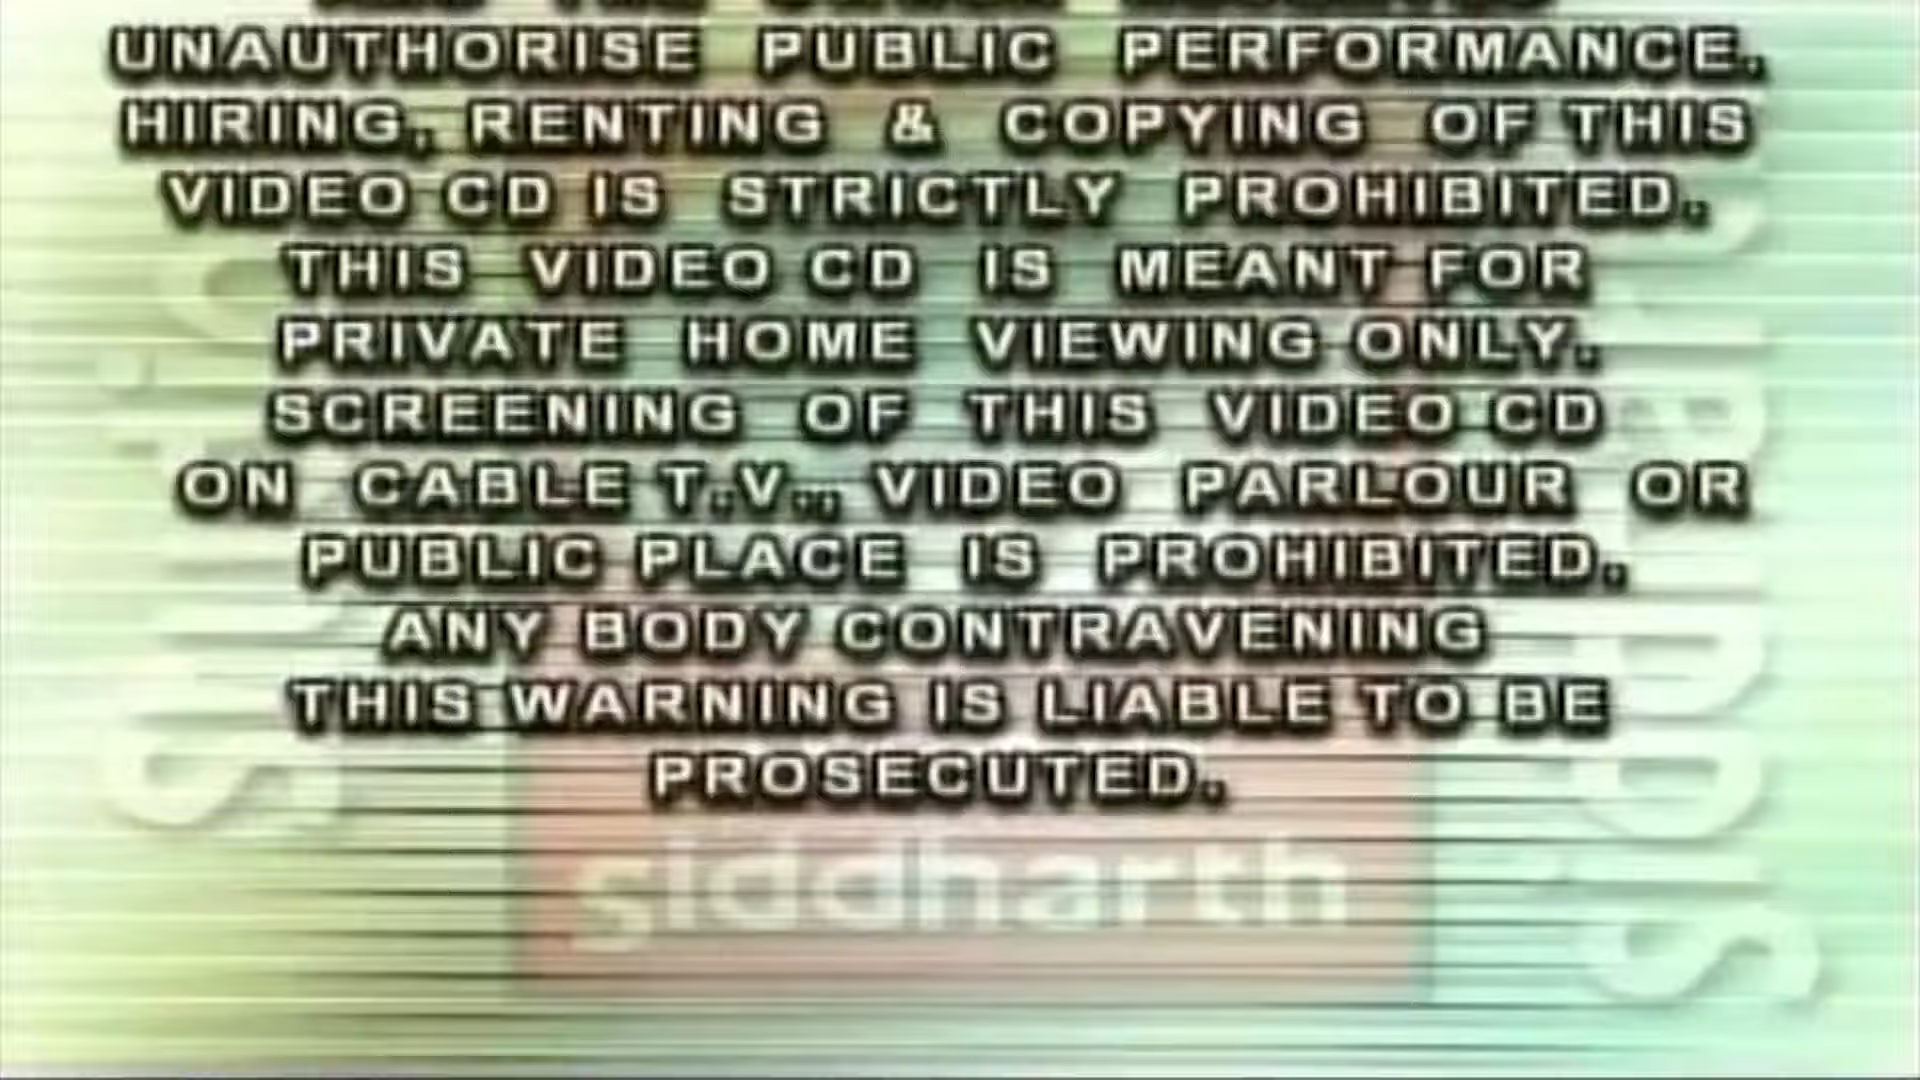 UNAUTHORISE PUBLIC PERFORMANCE.
HIRING, RENTING & COPYING OF THIS
VIDEO CD IS STRICTLY PROHIBITED.
THIS VIDEO CD IS MEANT FOR
PRIVATE HOME VIEWING ONLY.
SCREENING OF THIS VIDEO CD
ON CABLE T.V., VIDEO PARLOUR OR
PUBLIC PLACE IS PROHIBITED.
ANY BODY CONTRAVENING
THIS WARNING IS LIABLE TO BE
PROSECUTED.
siddharth